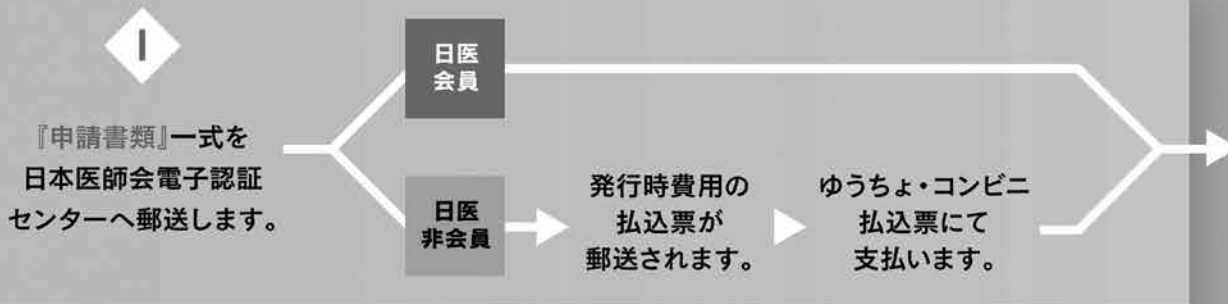 1
『申請書類』一式を
日本医師会電子認証
センターへ郵送します。
日医
会員
日医
非会員
発行時費用の
払込票が
郵送されます。
ゆうちょ・コンビニ
払込票にて
支払います。